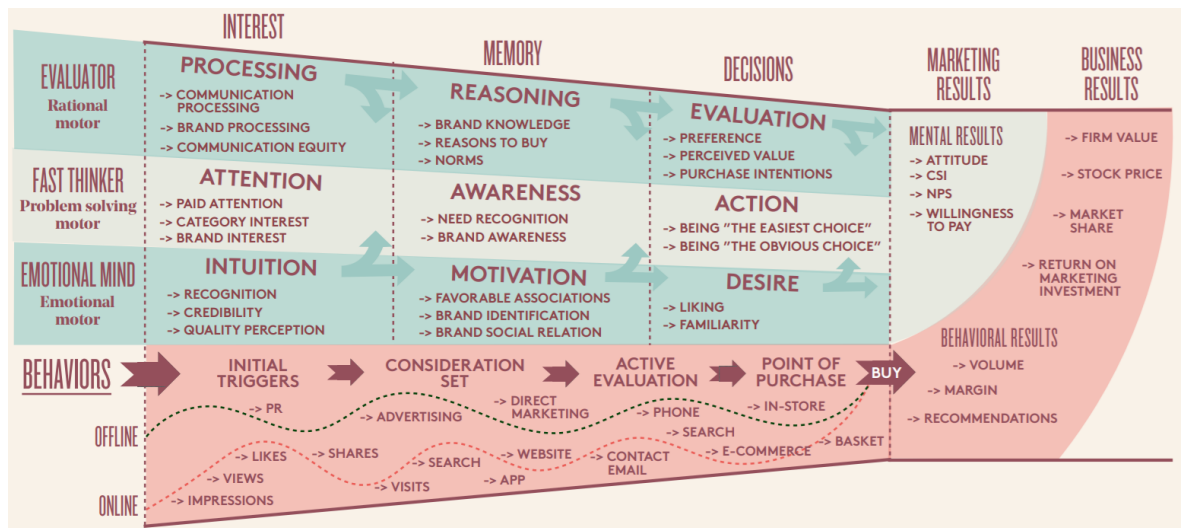 INTEREST
MEMORY
DECISIONS
MARKETING
RESULTS
BUSINESS
RESULTS
EVALUATOR
Rational
motor
PROCESSING
-> COMMUNICATION
PROCESSING
-> BRAND PROCESSING
-> COMMUNICATION EQUITY
REASONING
-> BRAND KNOWLEDGE
-> REASONS TO BUY
-> NORMS
EVALUATION
-> PREFERENCE
-> PERCEIVED VALUE
-> PURCHASE INTENTIONS
FAST THINKER
Problem solving
motor
ATTENTION
-> PAID ATTENTION
-> CATEGORY INTEREST
-> BRAND INTEREST
AWARENESS
-> NEED RECOGNITION
-> BRAND AWARENESS
ACTION
-> BEING "THE EASIEST CHOICE"
-> BEING "THE OBVIOUS CHOICE"
EMOTIONAL MIND
Emotional
motor
INTUITION
-> RECOGNITION
-> CREDIBILITY
-> QUALITY PERCEPTION
MOTIVATION
-> FAVORABLE ASSOCIATIONS
-> BRAND IDENTIFICATION
-> BRAND SOCIAL RELATION
DESIRE
-> LIKING
-> FAMILIARITY
MENTAL RESULTS
-> ATTITUDE
-> CSI
-> NPS
-> WILLINGNESS
TO PAY
-> FIRM VALUE
-> STOCK PRICE
-> MARKET
SHARE
-> RETURN ON
MARKETING
INVESTMENT
BEHAVIORAL RESULTS
-> VOLUME
-> MARGIN
-> RECOMMENDATIONS
BEHAVIORS
INITIAL
TRIGGERS
CONSIDERATION
SET
ACTIVE
EVALUATION
POINT OF
PURCHASE
BUY
OFFLINE
-> PR
-> ADVERTISING
-> DIRECT
MARKETING
-> PHONE
-> IN-STORE
ONLINE
-> LIKES
-> SHARES
-> VIEWS
-> IMPRESSIONS
-> SEARCH
-> VISITS
-> WEBSITE
-> APP
-> SEARCH
-> CONTACT
EMAIL
-> E-COMMERCE
-> BASKET